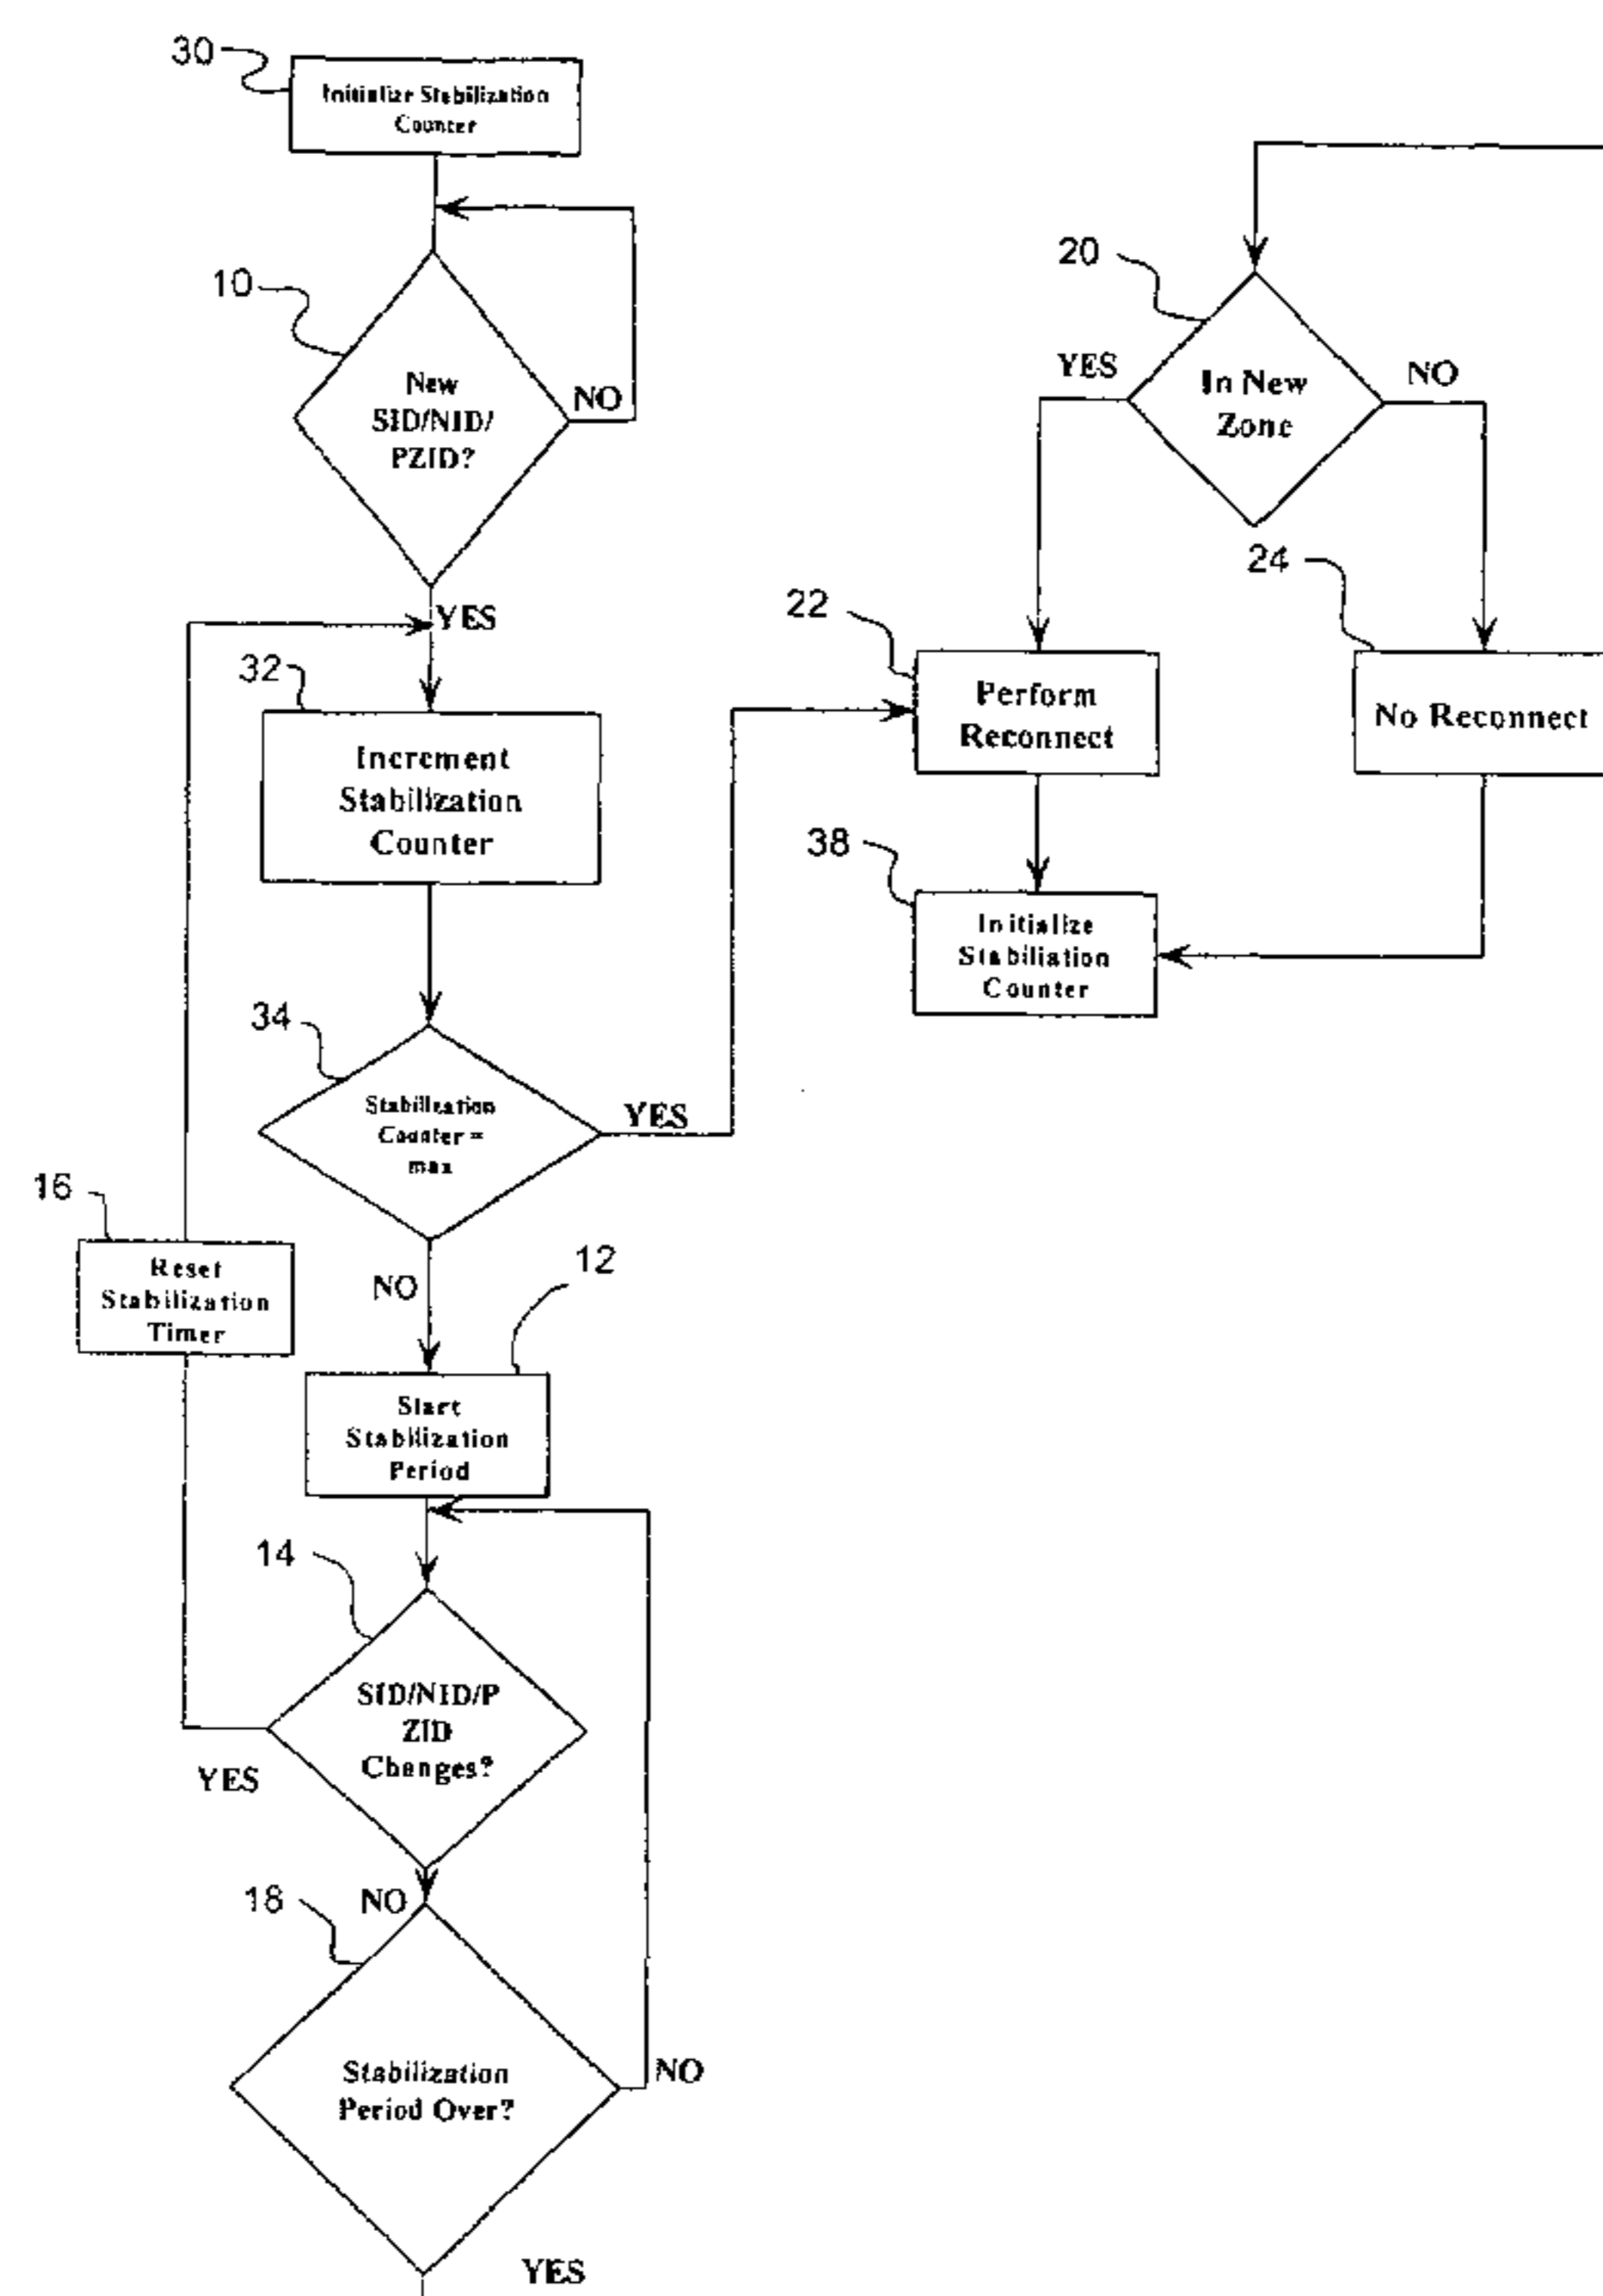 30
Initialize Stabilization
Counter
10
New
SID/NID/
PZID?
NO
YES
32
Increment
Stabilization
Counter
34
Stabilization
Counter =
max
YES
NO
16
Reset
Stabilization
Timer
12
Start
Stabilization
Period
14
SID/NID/P
ZID
Changes?
YES
NO
18
Stabilization
Period Over?
NO
YES
20
In New
Zone
YES
NO
22
Perform
Reconnect
24
No Reconnect
38
Initialize
Stabiliation
Counter